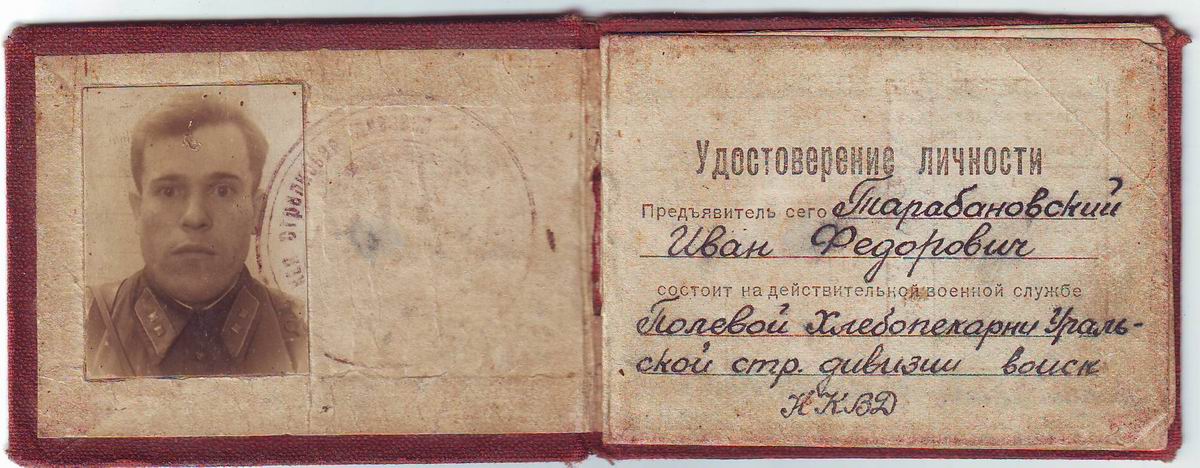 Удостоверение личности
Предъявитель сего Тарабановский
Иван Федорович
состоит на действительной военной службе
Полевой Хлебопекарни Ураль-
ской стр. дивизии войск
НКВД